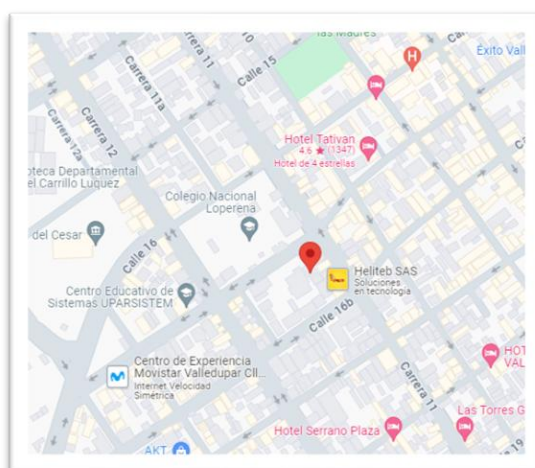 las Madres
Éxito Vall
Calle 15
Carrera 11
Carrera 11a
Carrera 12
Carrera 12a
Hotel Tativan
4.6 ★ (1347)
Hotel de 4 estrellas
oteca Departamental
el Carrillo Luquez
Colegio Nacional
Loperena
del Cesar
Calle 16
Heliteb SAS
Soluciones
en tecnología
Centro Educativo de
Sistemas UPARSISTEM
Calle 16b
Centro de Experiencia
Movistar Valledupar Cll...
Internet Velocidad
Simétrica
HOT
VAL
Carrera 11
Las Torres G
Hotel Serrano Plaza
AKT
H